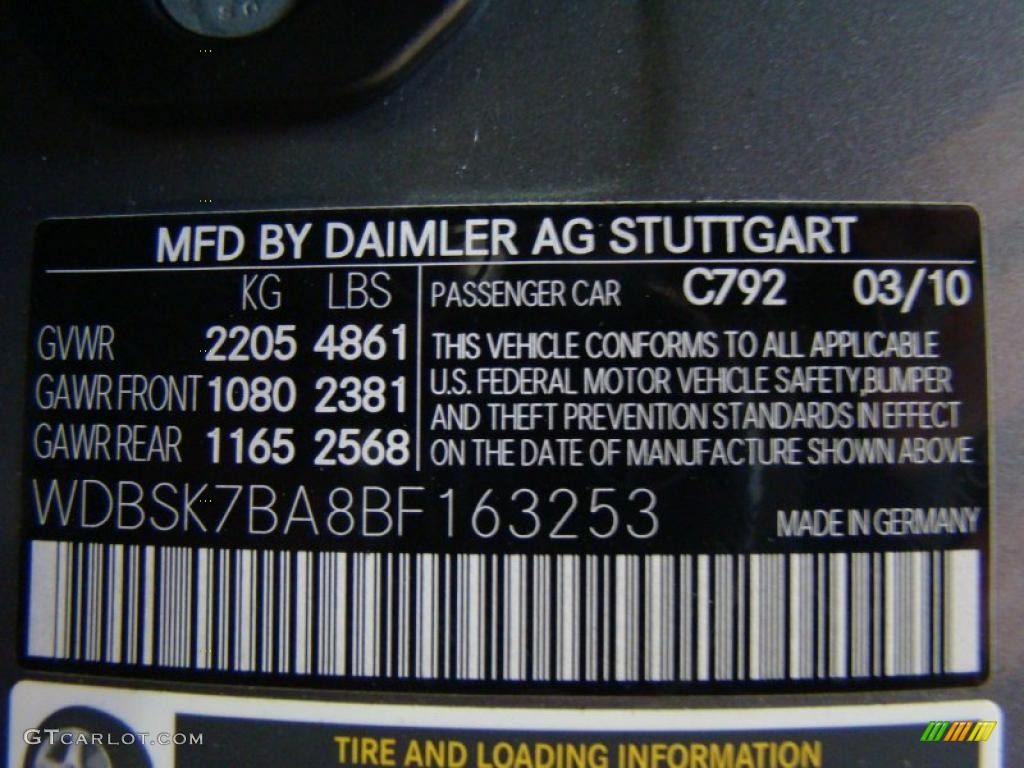 MFD BY DAIMLER AG STUTTGART
KG LBS
GVWR 2205 4861
GAWR FRONT 1080 2381
GAWR REAR 1165 2568
PASSENGER CAR C792 03/10
THIS VEHICLE CONFORMS TO ALL APPLICABLE
U.S. FEDERAL MOTOR VEHICLE SAFETY, BUMPER
AND THEFT PREVENTION STANDARDS IN EFFECT
ON THE DATE OF MANUFACTURE SHOWN ABOVE
WDBSK7BA8BF163253
MADE IN GERMANY
TIRE AND LOADING INFORMATION
GTCARLOT.COM